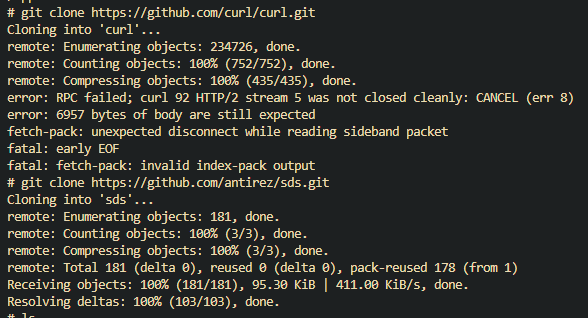 # git clone https://github.com/curl/curl.git
Cloning into 'curl'...
remote: Enumerating objects: 234726, done.
remote: Counting objects: 100% (752/752), done.
remote: Compressing objects: 100% (435/435), done.
error: RPC failed; curl 92 HTTP/2 stream 5 was not closed cleanly: CANCEL (err 8)
error: 6957 bytes of body are still expected
fetch-pack: unexpected disconnect while reading sideband packet
fatal: early EOF
fatal: fetch-pack: invalid index-pack output
# git clone https://github.com/antirez/sds.git
Cloning into 'sds'...
remote: Enumerating objects: 181, done.
remote: Counting objects: 100% (3/3), done.
remote: Compressing objects: 100% (3/3), done.
remote: Total 181 (delta 0), reused 0 (delta 0), pack-reused 178 (from 1)
Receiving objects: 100% (181/181), 95.30 KiB | 411.00 KiB/s, done.
Resolving deltas: 100% (103/103), done.
# ls